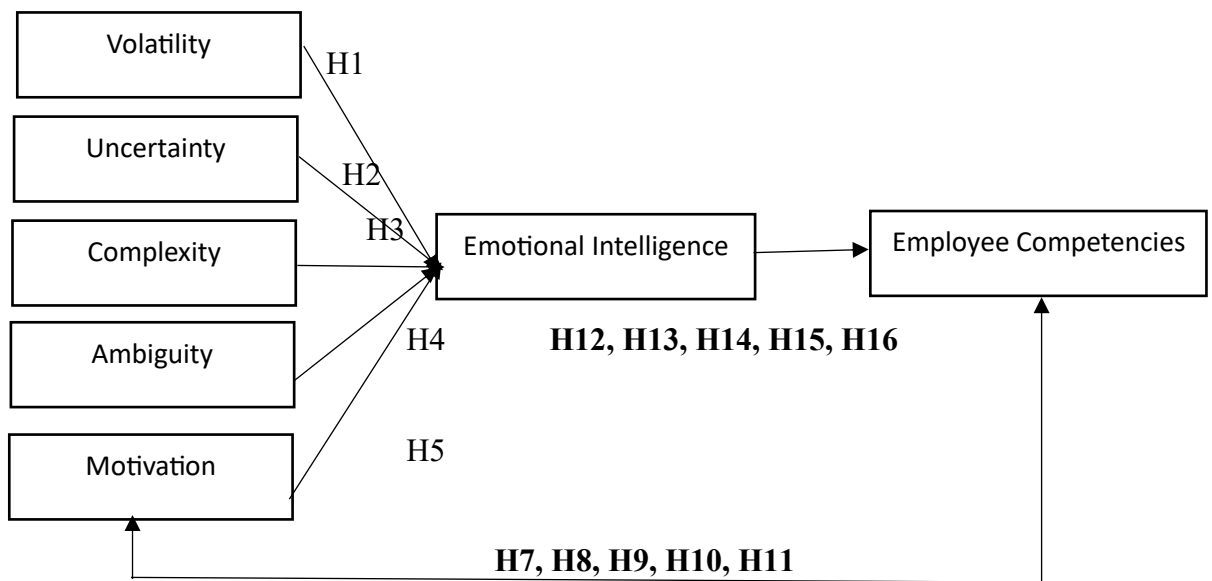 Volatility
H1
Uncertainty
H2
H3
Complexity
Emotional Intelligence
Employee Competencies
Ambiguity
H4
H12, H13, H14, H15, H16
Motivation
H5
H7, H8, H9, H10, H11